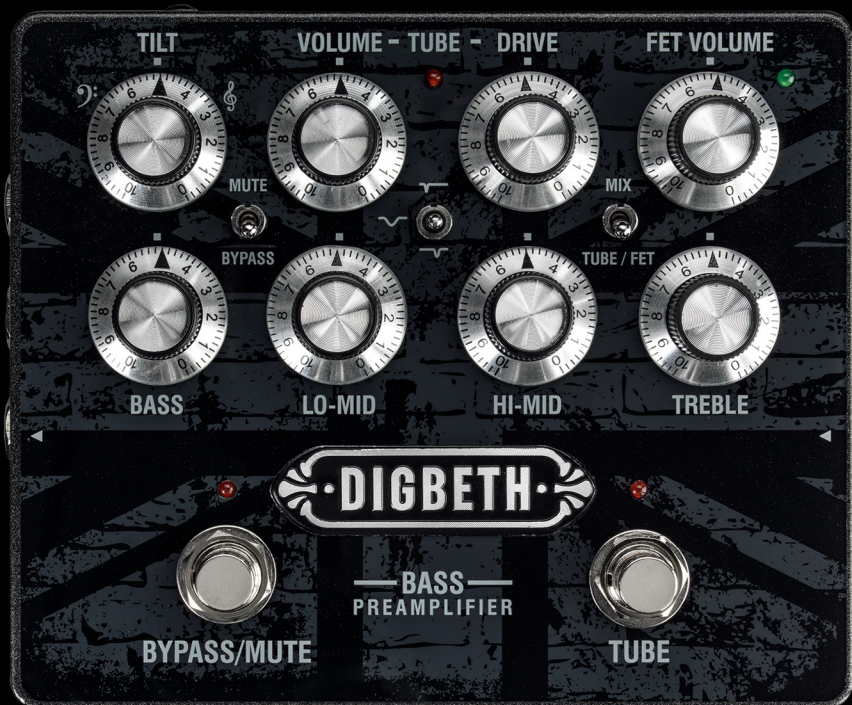 TILT
VOLUME - TUBE - DRIVE
FET VOLUME
MUTE
BYPASS
MIX
TUBE / FET
BASS
LO-MID
HI-MID
TREBLE
DIGBETH
BASS
PREAMPLIFIER
BYPASS/MUTE
TUBE